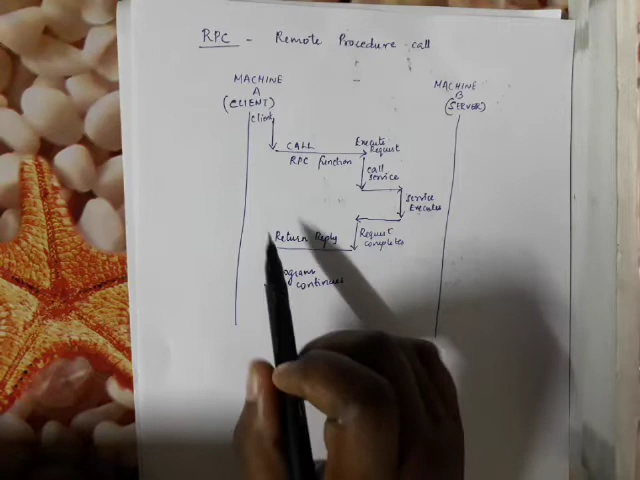 RPC - Remote Procedure call
MACHINE
A
(CLIENT)
MACHINE
B
(SERVER)
client
CALL
RPC function
Execute
Request
call
service
service
Executes
Request
completes
Return Reply
continues